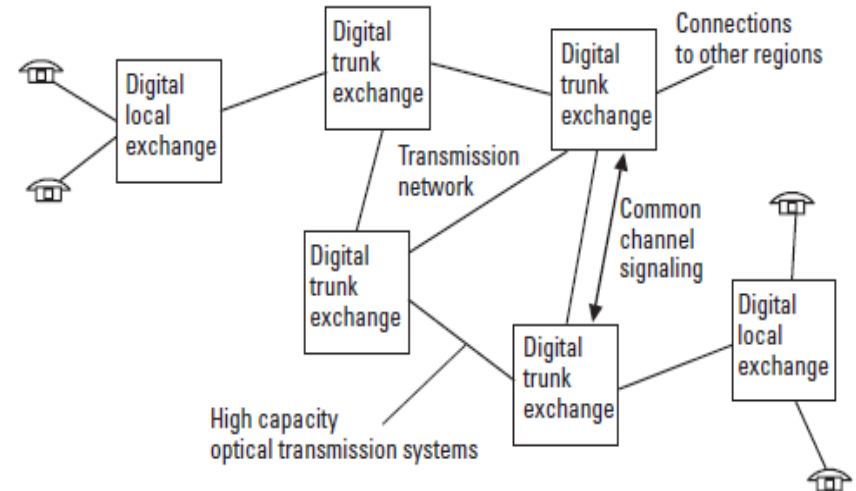 Digital
local
exchange
Digital
trunk
exchange
Digital
trunk
exchange
Connections
to other regions
Transmission
network
Common
channel
signaling
Digital
trunk
exchange
Digital
trunk
exchange
Digital
local
exchange
High capacity
optical transmission systems